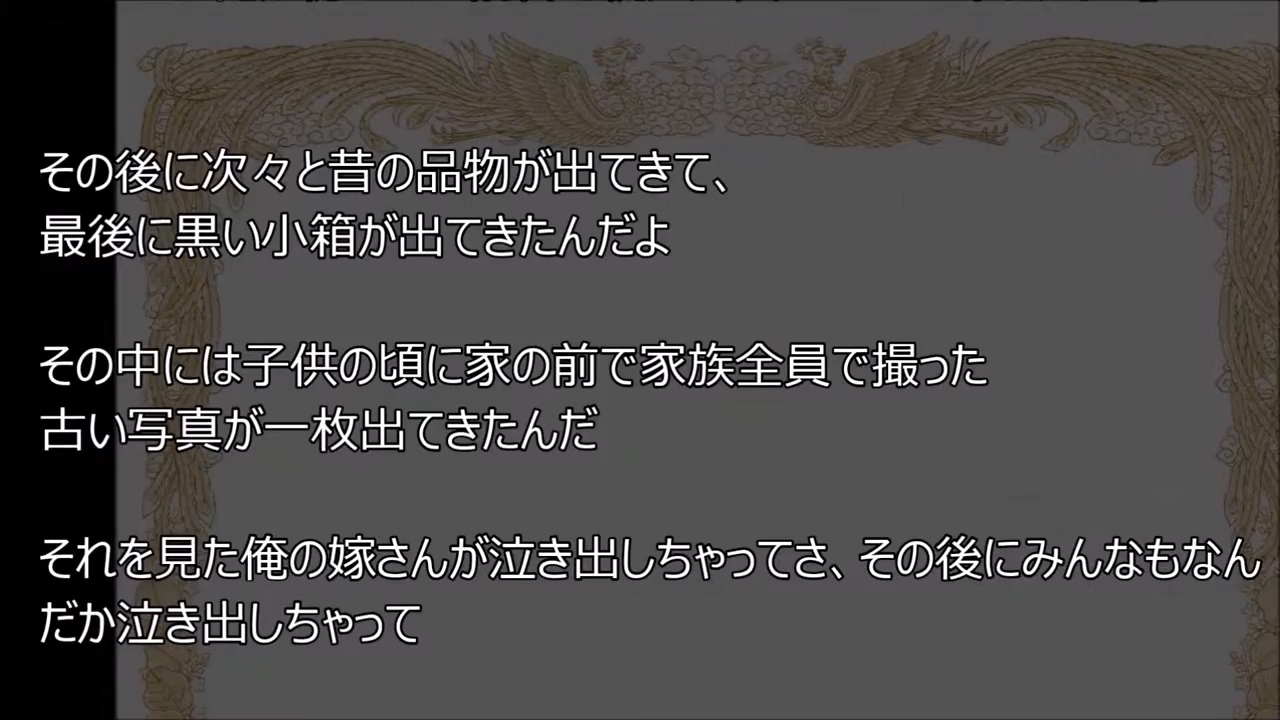 その後に次々と昔の品物が出てきて、
最後に黒い小箱が出てきたんだよ
その中には子供の頃に家の前で家族全員で撮った
古い写真が一枚出てきたんだ
それを見た俺の嫁さんが泣き出しちゃってさ、その後にみんなもなん
だか泣き出しちゃって